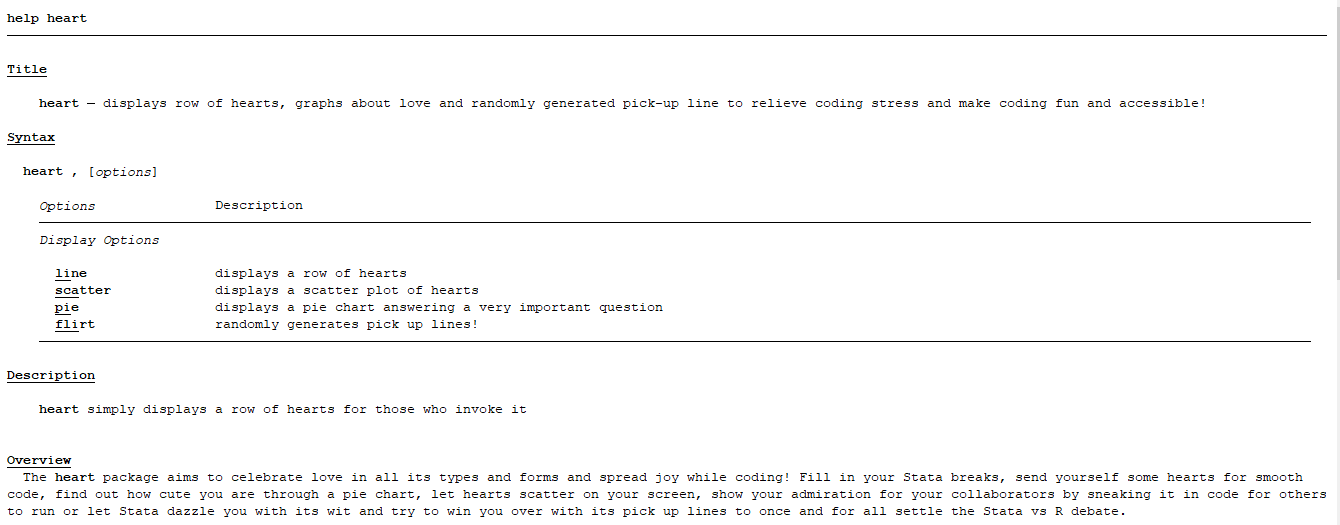 help heart
Title
heart — displays row of hearts, graphs about love and randomly generated pick-up line to relieve coding stress and make coding fun and accessible!
Syntax
heart , [options]
Options Description
Display Options
line displays a row of hearts
scatter displays a scatter plot of hearts
pie displays a pie chart answering a very important question
flirt randomly generates pick up lines!
Description
heart simply displays a row of hearts for those who invoke it
Overview
The heart package aims to celebrate love in all its types and forms and spread joy while coding! Fill in your Stata breaks, send yourself some hearts for smooth
code, find out how cute you are through a pie chart, let hearts scatter on your screen, show your admiration for your collaborators by sneaking it in code for others
to run or let Stata dazzle you with its wit and try to win you over with its pick up lines to once and for all settle the Stata vs R debate.